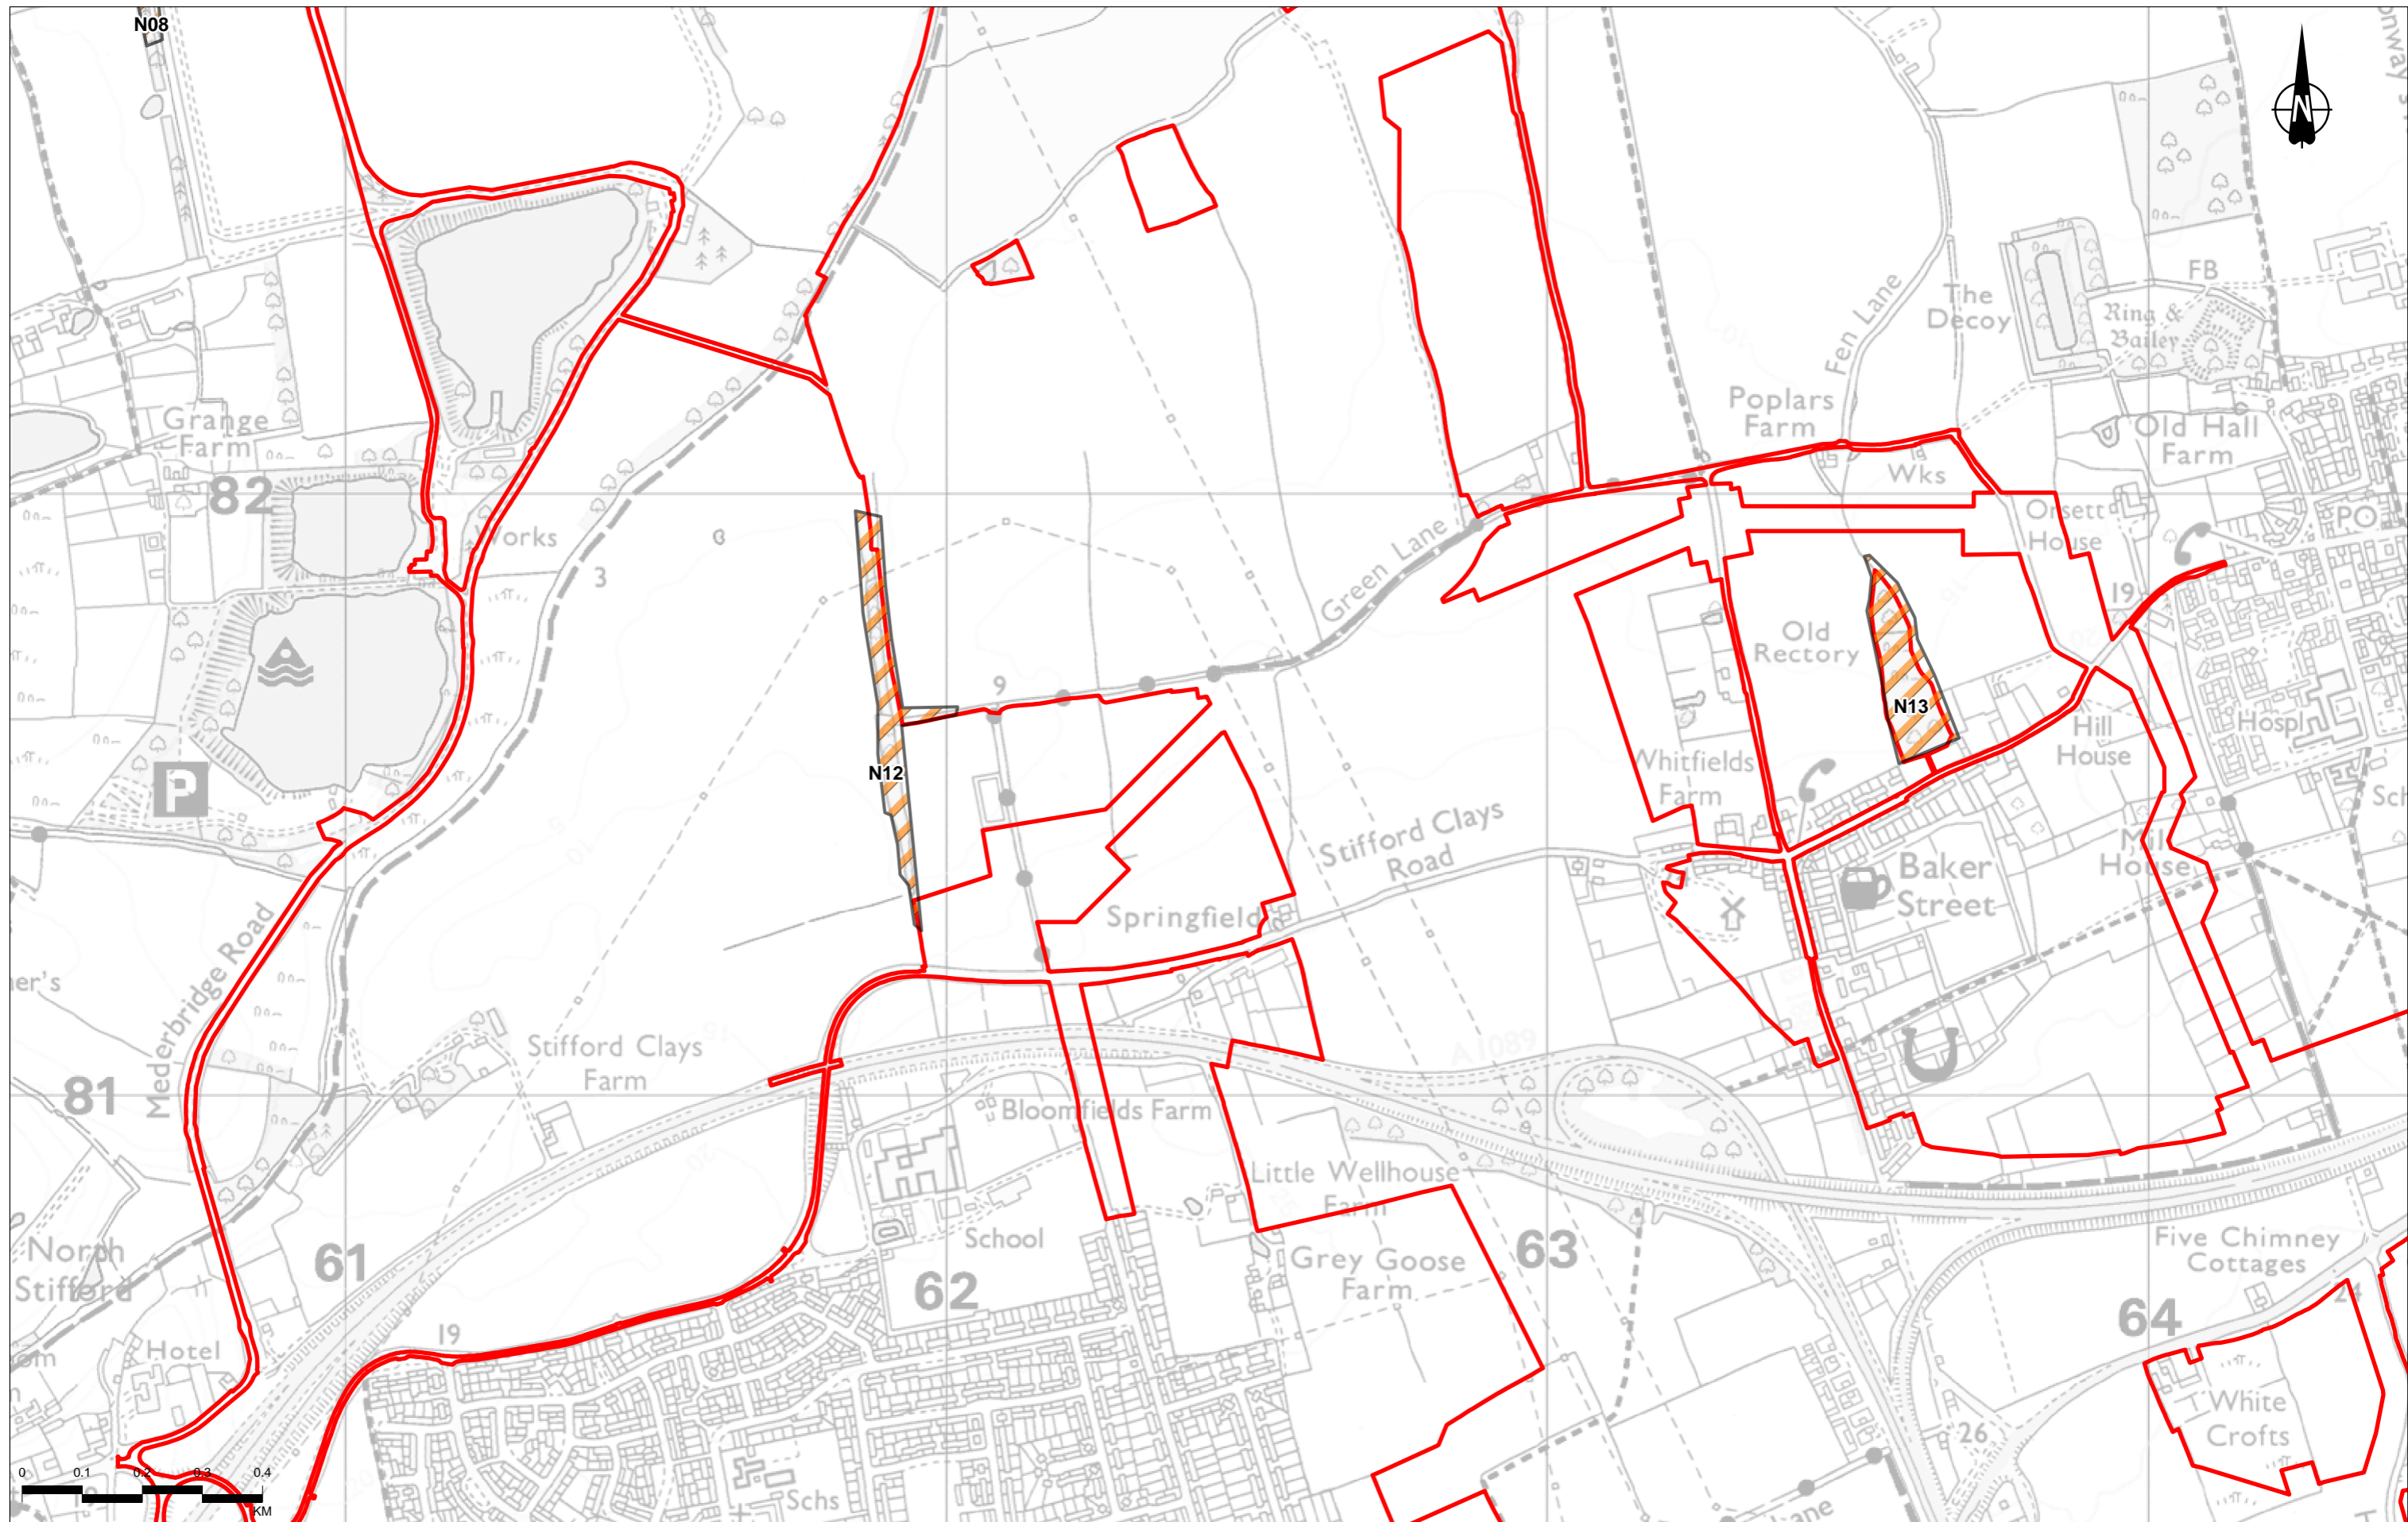 N08
N
Fen Lane
The
Decoy
FB
Ring &
Bailey
Grange
Farm
Poplars
Farm
Old Hall
Farm
82
Wks
Orsett
House
PO
Works
3
Green Lane
19
Old
Rectory
9
N13
Hill
House
Hospl
N12
P
Whitfields
Farm
Stifford Clays
Road
Mill
House
Baker
Street
Springfield
Mederbridge Road
Stifford Clays
Farm
A1089
81
Bloomfields Farm
Little Wellhouse
Farm
North
Stifford
School
61
62
Grey Goose
Farm
63
Five Chimney
Cottages
24
64
19
Hotel
White
Crofts
26
0 0.1 0.2 0.3 0.4
KM
Schs